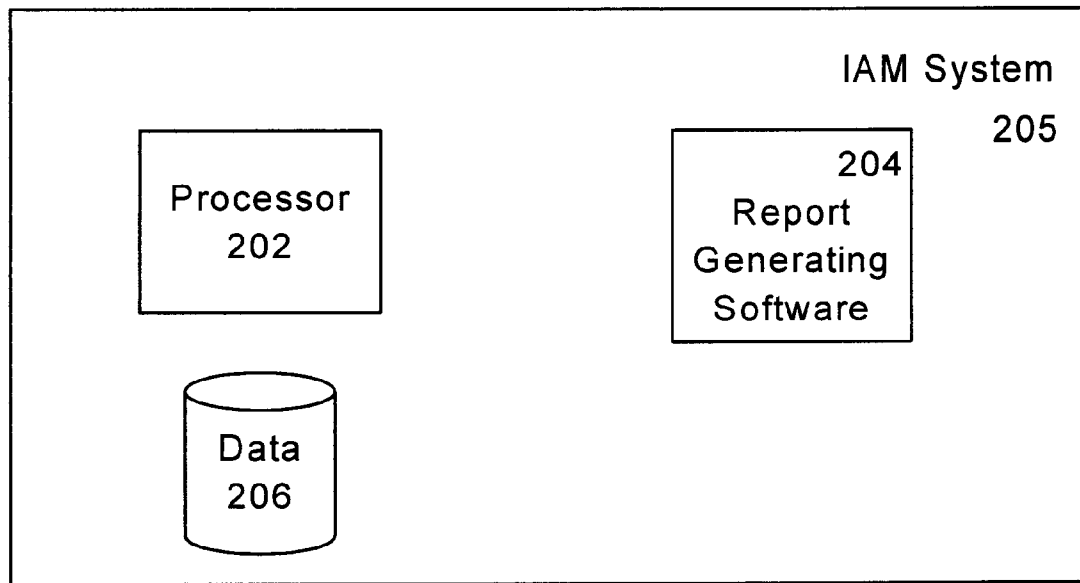 IAM System
205
Processor
202
204
Report
Generating
Software
Data
206